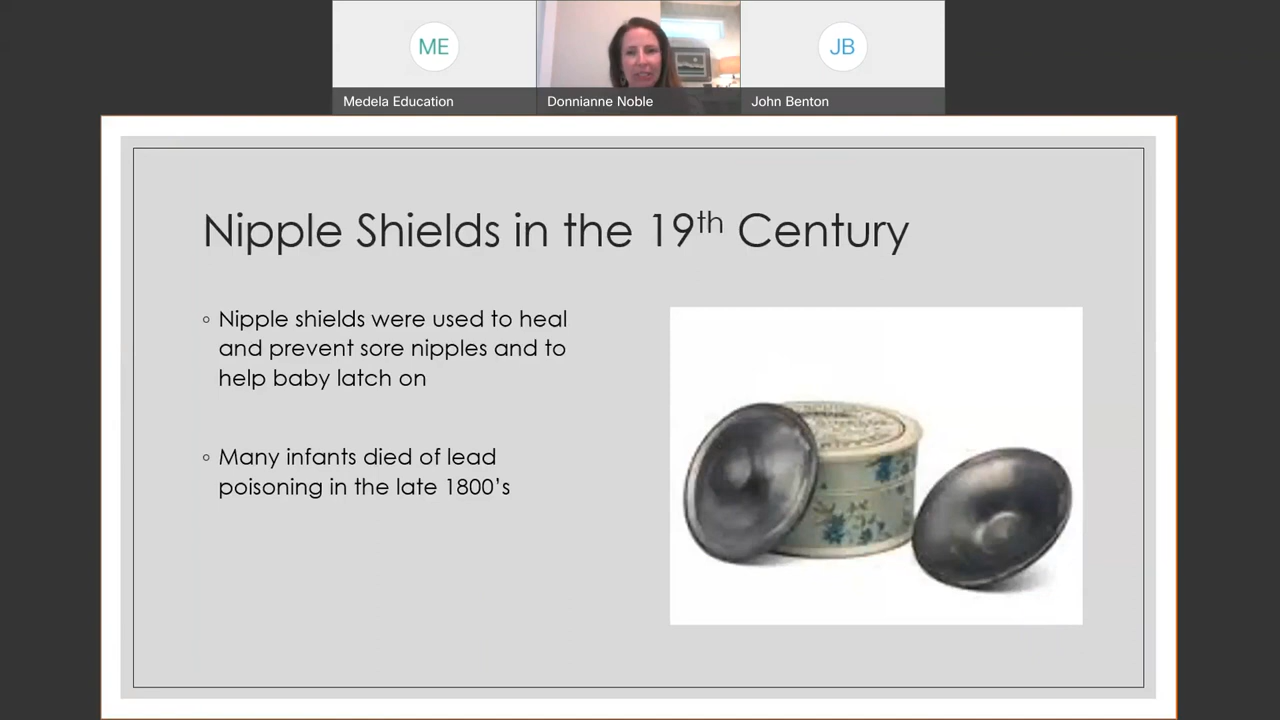 ME
JB
Medela Education
Donnianne Noble
John Benton
Nipple Shields in the 19th Century
◦ Nipple shields were used to heal
and prevent sore nipples and to
help baby latch on
◦ Many infants died of lead
poisoning in the late 1800's